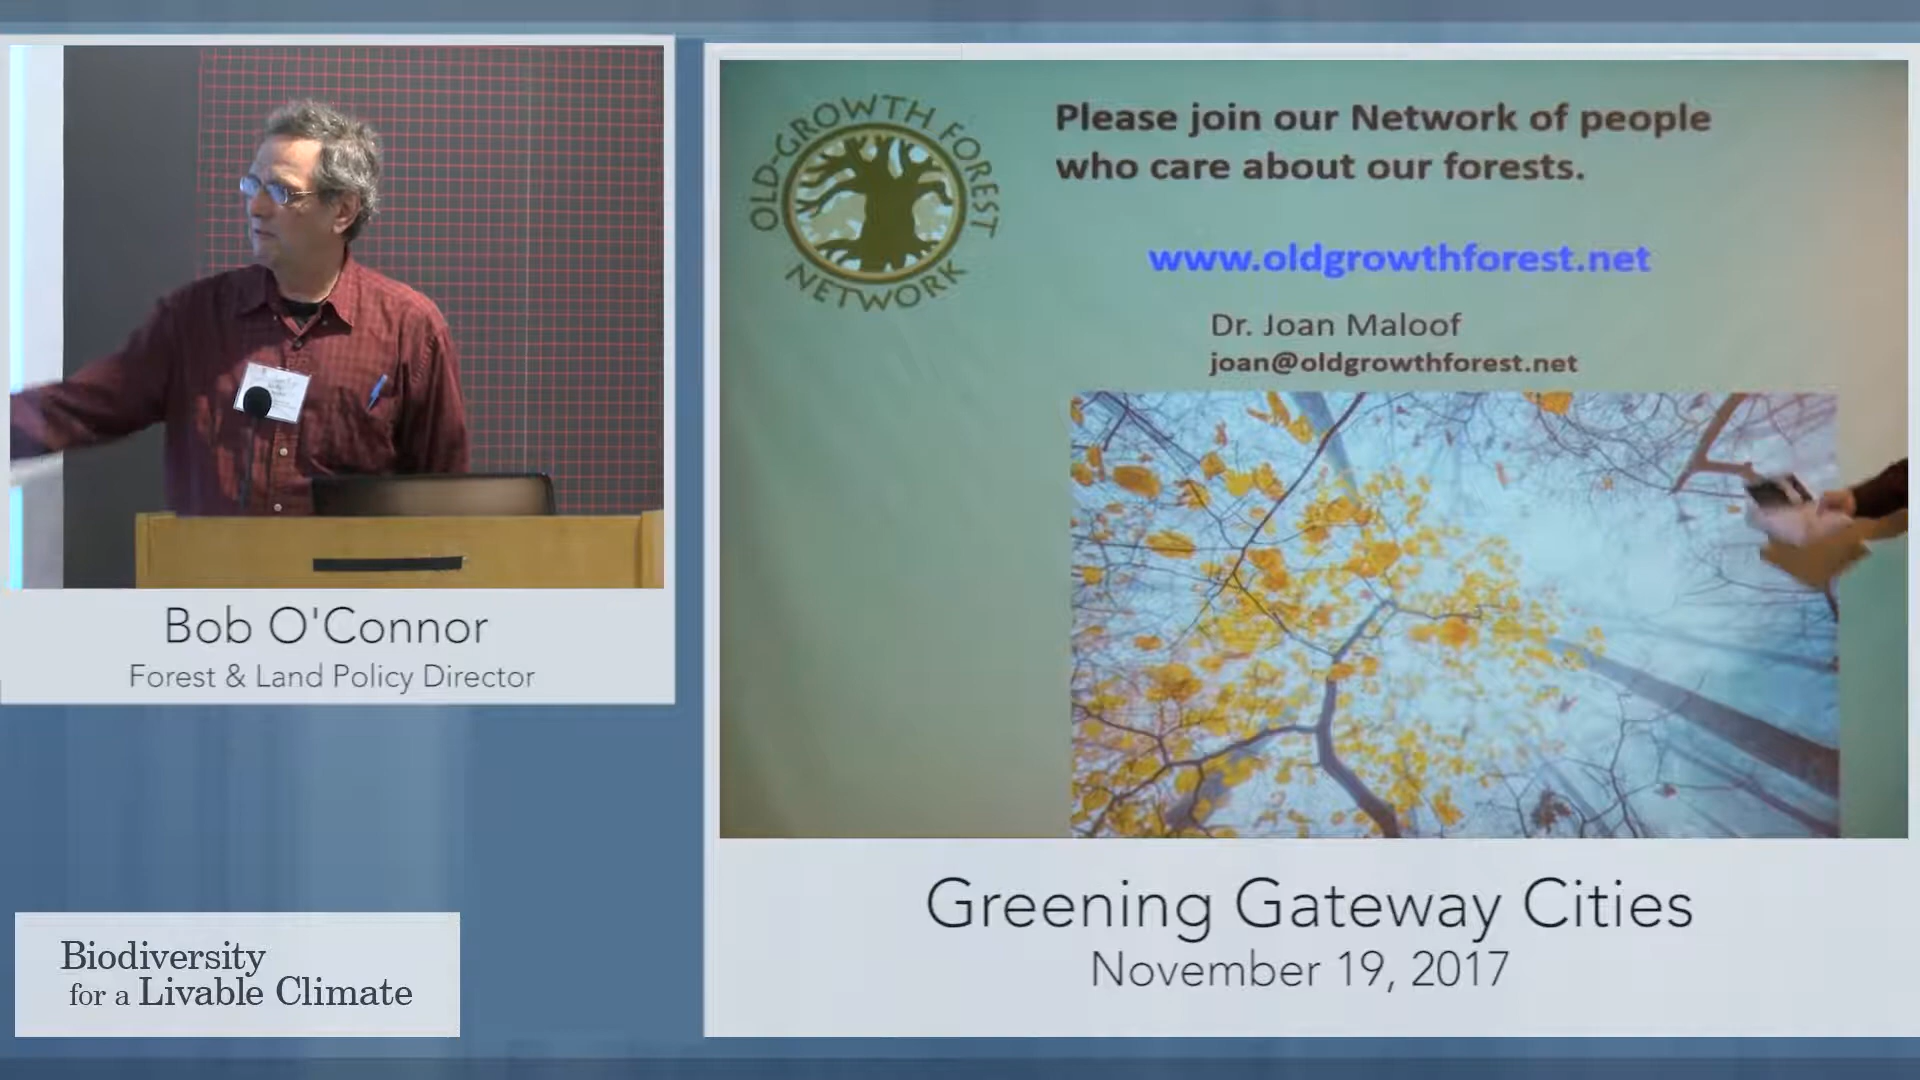 OLD-GROWTH FOREST
NETWORK
Please join our Network of people
who care about our forests.
www.oldgrowthforest.net
Dr. Joan Maloof
joan@oldgrowthforest.net
Bob O'Connor
Forest & Land Policy Director
Greening Gateway Cities
November 19, 2017
Biodiversity
for a Livable Climate